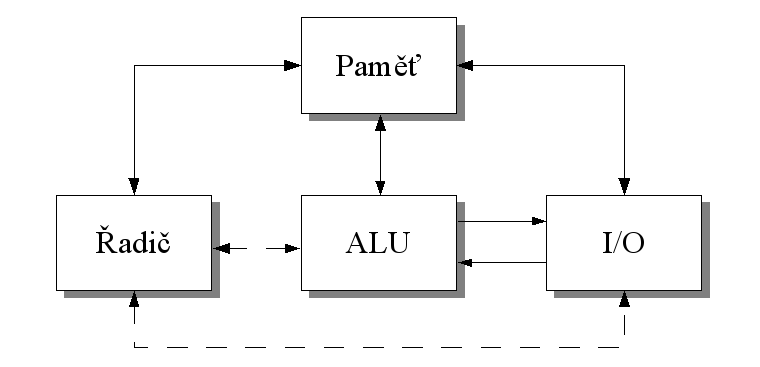 Paměť
Řadič
ALU
I/O